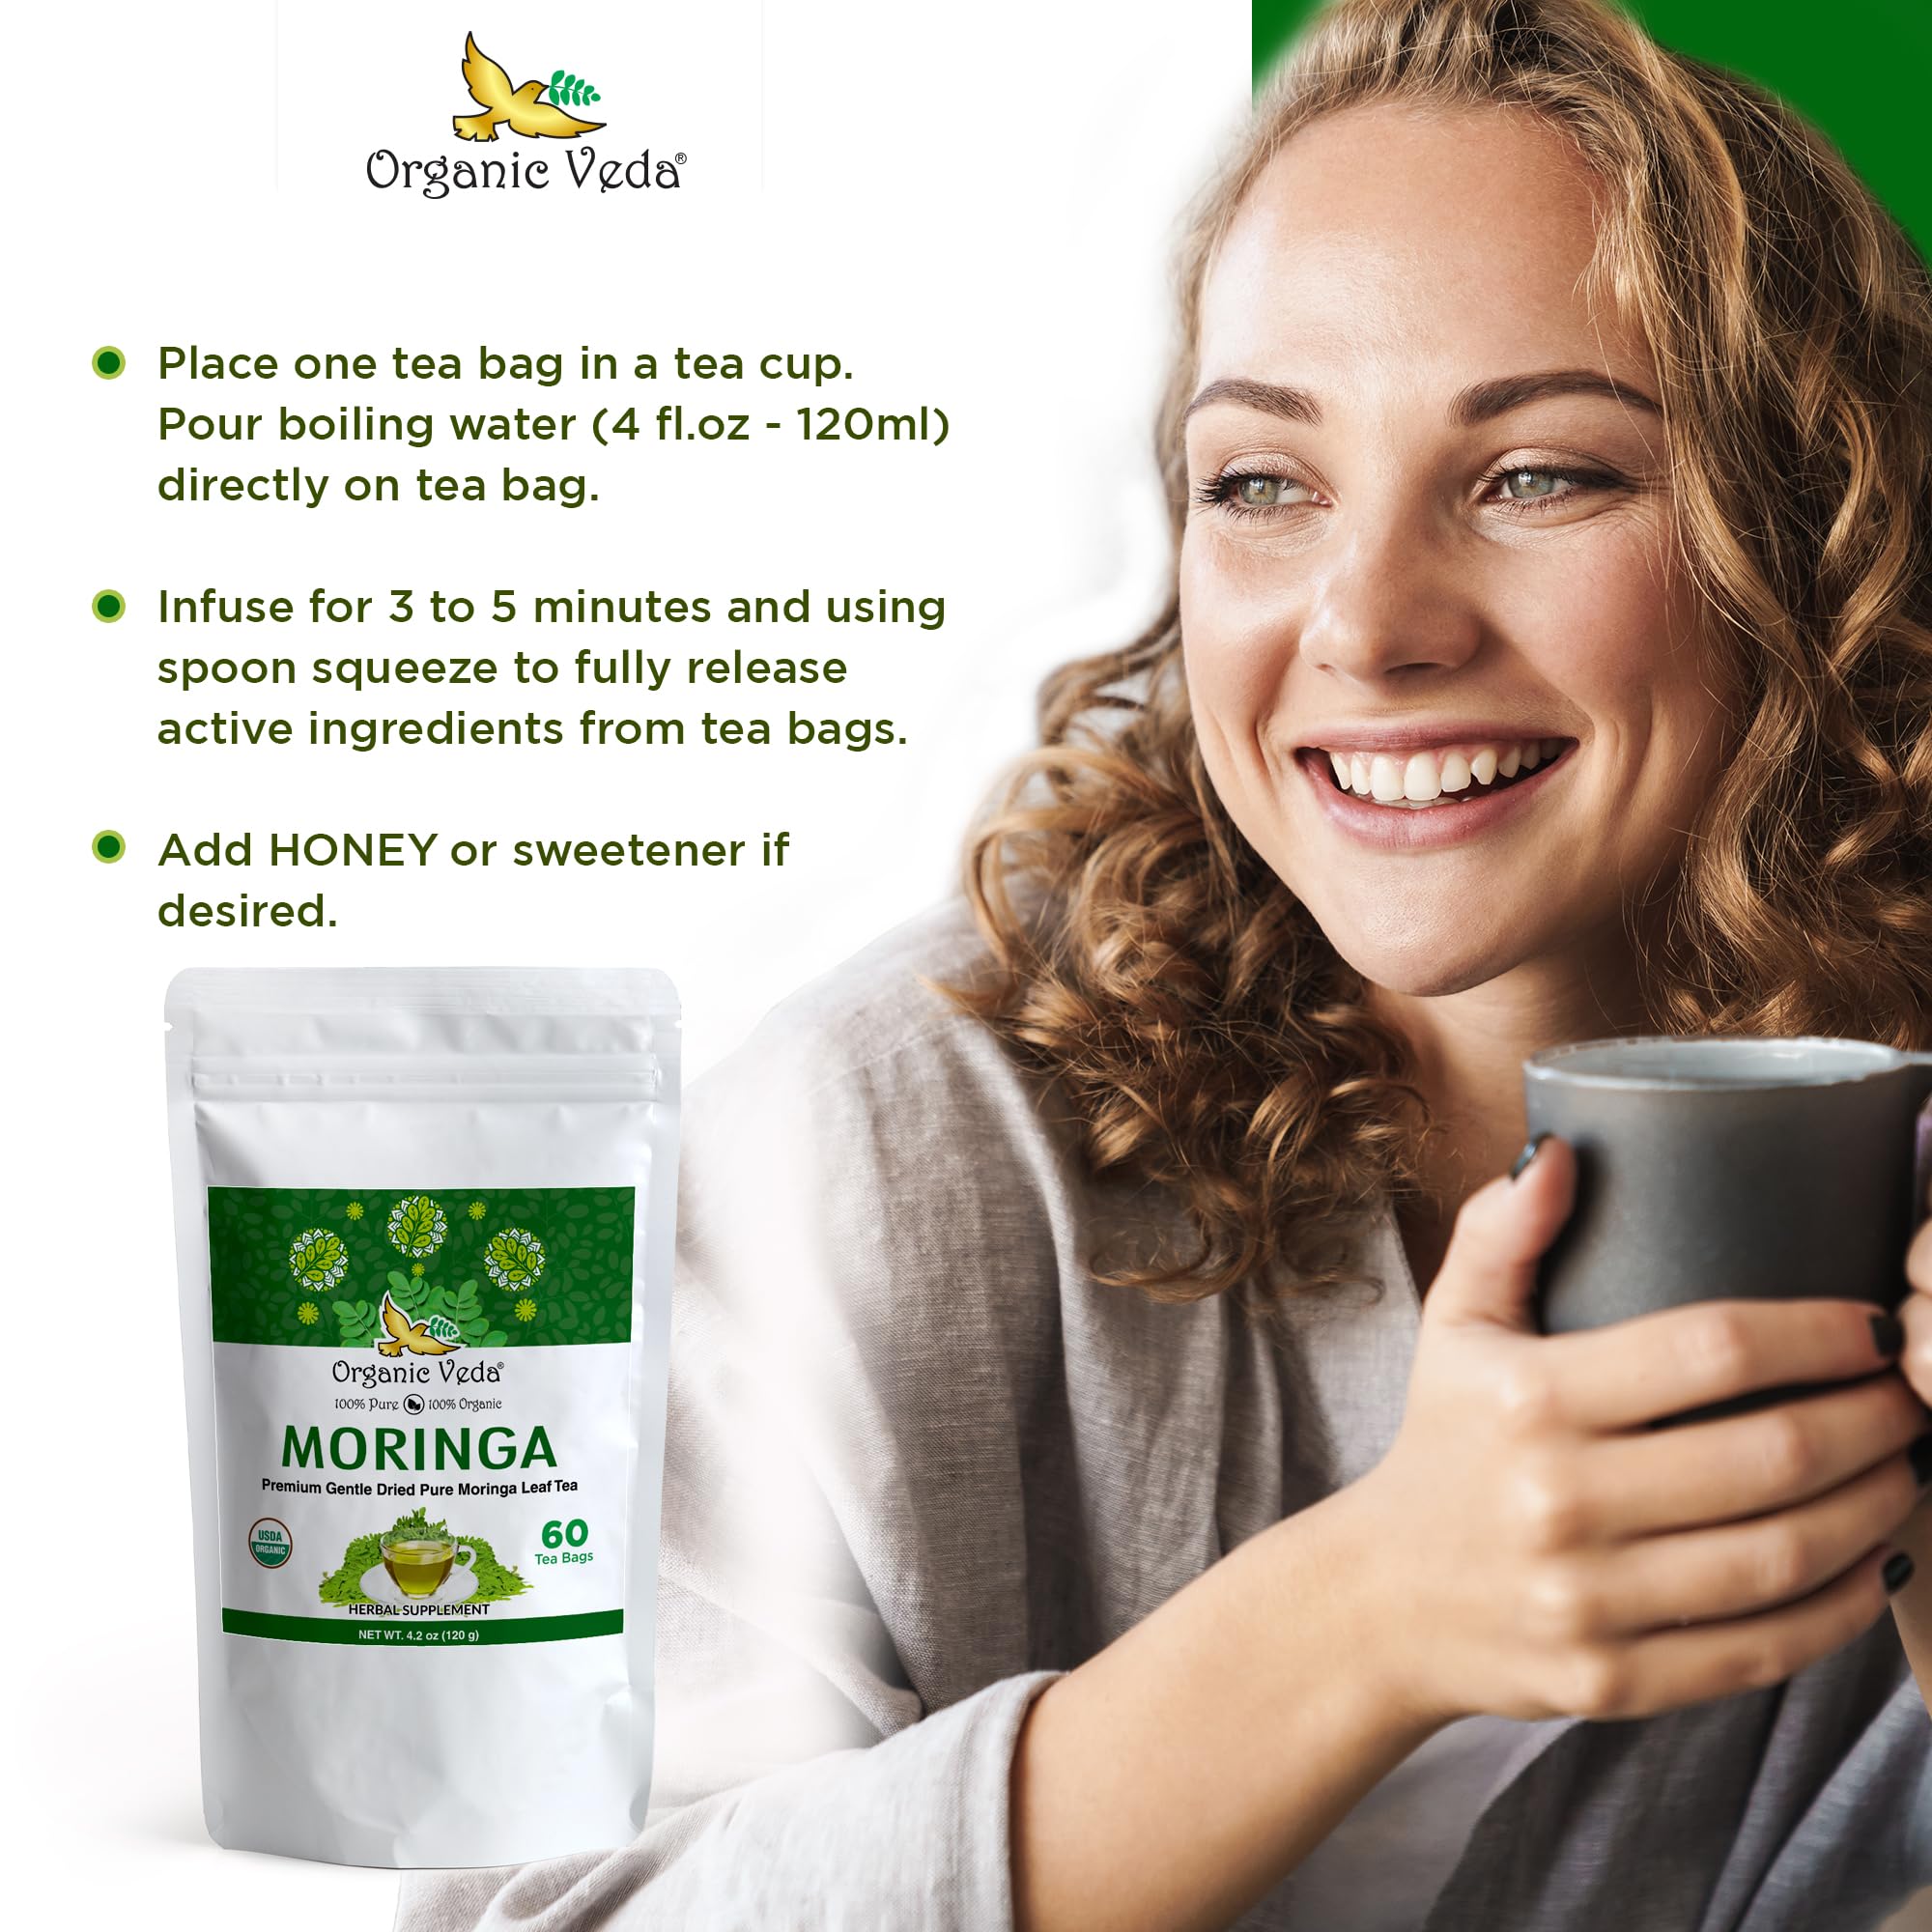 Organic Veda®
Place one tea bag in a tea cup.
Pour boiling water (4 fl.oz - 120ml)
directly on tea bag.
Infuse for 3 to 5 minutes and using
spoon squeeze to fully release
active ingredients from tea bags.
Add HONEY or sweetener if
desired.
Organic Veda®
100% Pure 100% Organic
MORINGA
Premium Gentle Dried Pure Moringa Leaf Tea
USDA
ORGANIC
60
Tea Bags
HERBAL SUPPLEMENT
NET WT. 4.2 oz (120 g)